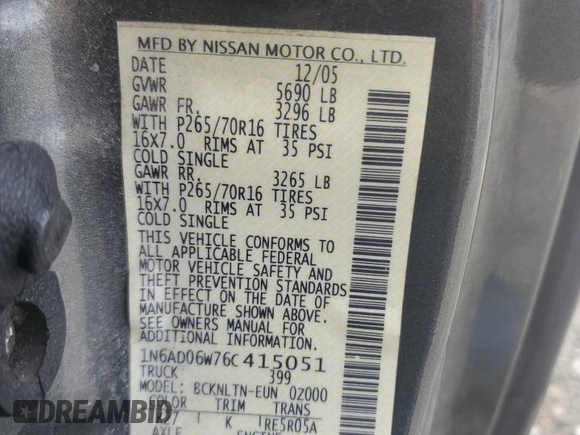 MFD BY NISSAN MOTOR CO., LTD.
DATE 12/05
GVWR 5690 LB
GAWR FR. 3296 LB
WITH P265/70R16 TIRES
16X7.0 RIMS AT 35 PSI
COLD SINGLE
GAWR RR. 3265 LB
WITH P265/70R16 TIRES
16X7.0 RIMS AT 35 PSI
COLD SINGLE
THIS VEHICLE CONFORMS TO
ALL APPLICABLE FEDERAL
MOTOR VEHICLE SAFETY AND
THEFT PREVENTION STANDARDS
IN EFFECT ON THE DATE OF
MANUFACTURE SHOWN ABOVE.
SEE OWNERS MANUAL FOR
ADDITIONAL INFORMATION.
1N6AD06W76C415051
TRUCK 399
MODEL: BCKNLTN-EUN 02000
COLOR TRIM TRANS
K RE5R05A
AXLE ENGINE
DREAMBID